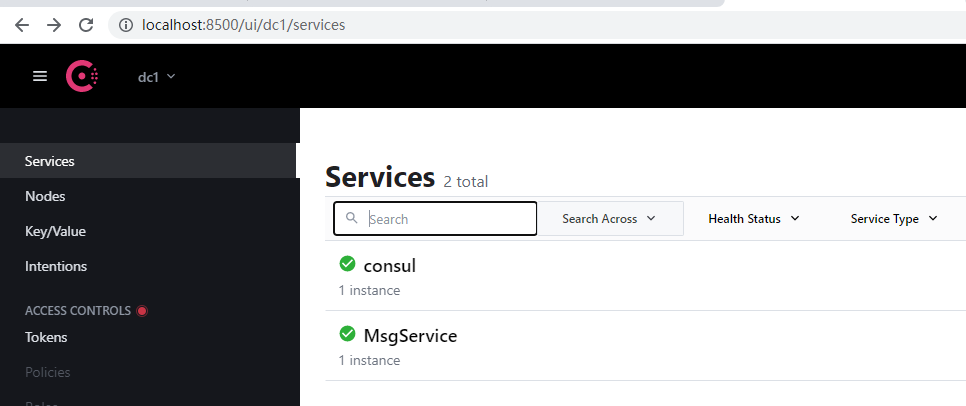 localhost:8500/ui/dc1/services
dc1
Services
Nodes
Key/Value
Intentions
ACCESS CONTROLS
Tokens
Policies
Services 2 total
Search
Search Across
Health Status
Service Type
consul
1 instance
MsgService
1 instance